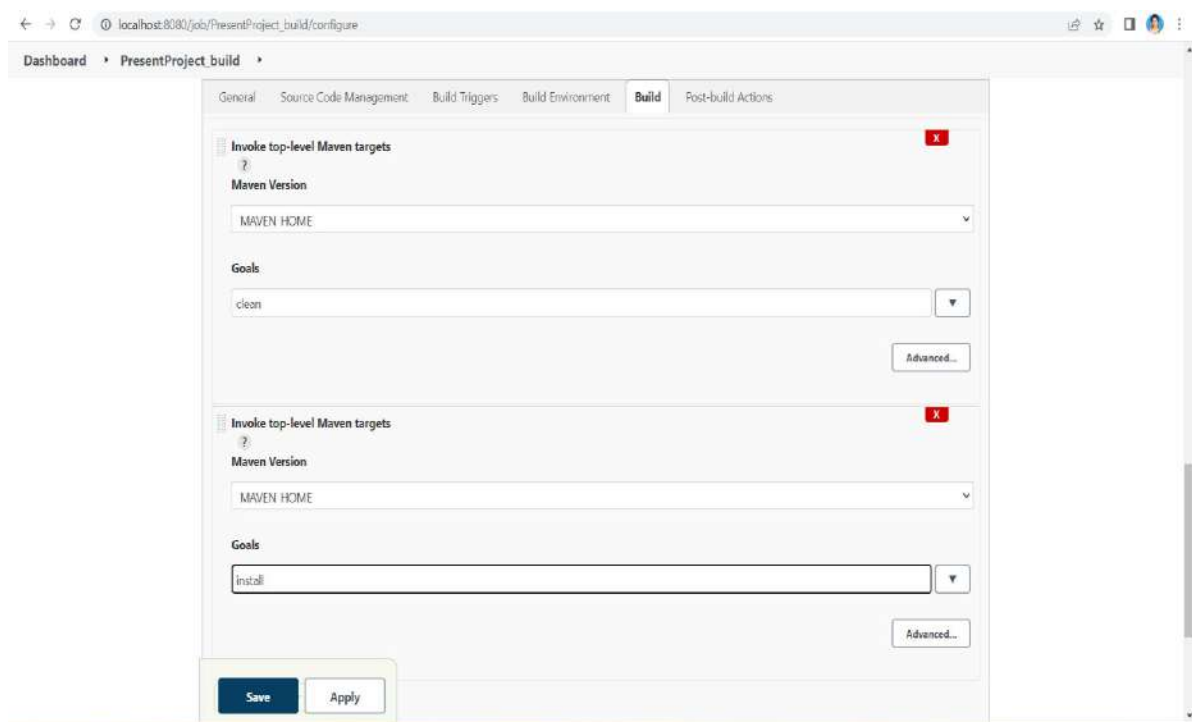 localhost:8080/job/PresentProject_build/configure
Dashboard PresentProject_build
General Source Code Management Build Triggers Build Environment Build Post-build Actions
Invoke top-level Maven targets
X
?
Maven Version
MAVEN HOME
Goals
clean
Advanced...
Invoke top-level Maven targets
X
?
Maven Version
MAVEN HOME
Goals
install
Advanced...
Save Apply